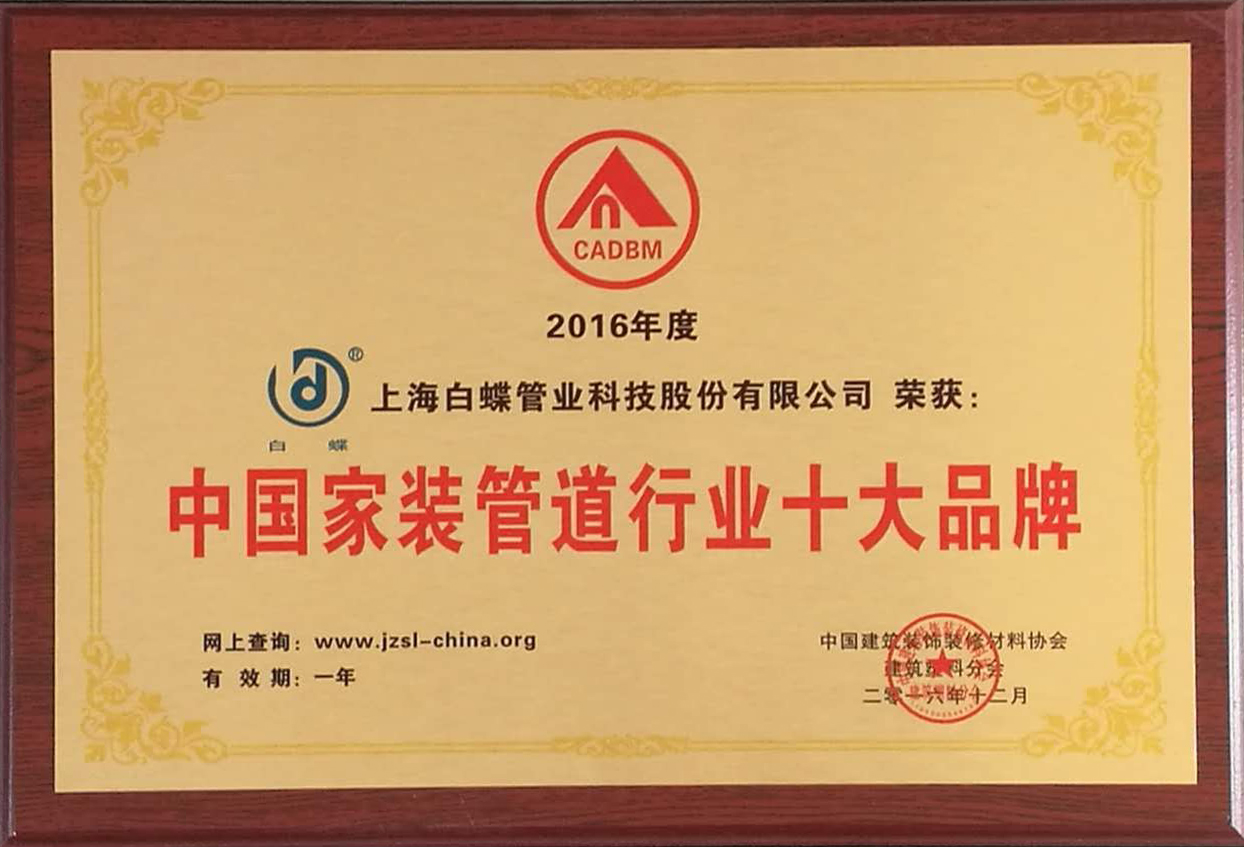 CADBM
2016年度
®
上海白蝶管业科技股份有限公司 荣获：
白 蝶
中国家装管道行业十大品牌
网上查询：www.jzsl-china.org
有 效 期：一年
中国建筑装饰装修材料协会
建筑塑料分会
二零一六年十二月